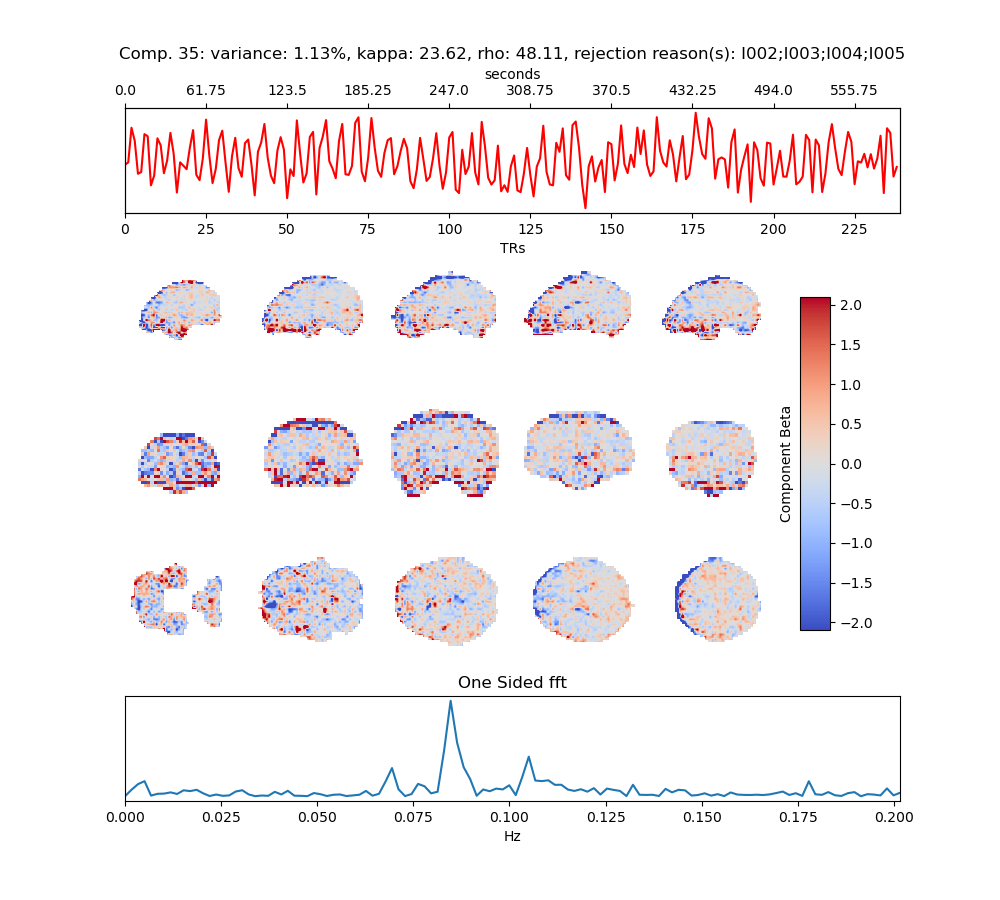 Comp. 35: variance: 1.13%, kappa: 23.62, rho: 48.11, rejection reason(s): I002;I003;I004;I005
seconds
0.0 61.75 123.5 185.25 247.0 308.75 370.5 432.25 494.0 555.75
0 25 50 75 100 125 150 175 200 225
TRs
2.0
1.5
1.0
0.5
0.0
−0.5
−1.0
−1.5
−2.0
Component Beta
One Sided fft
0.000 0.025 0.050 0.075 0.100 0.125 0.150 0.175 0.200
Hz